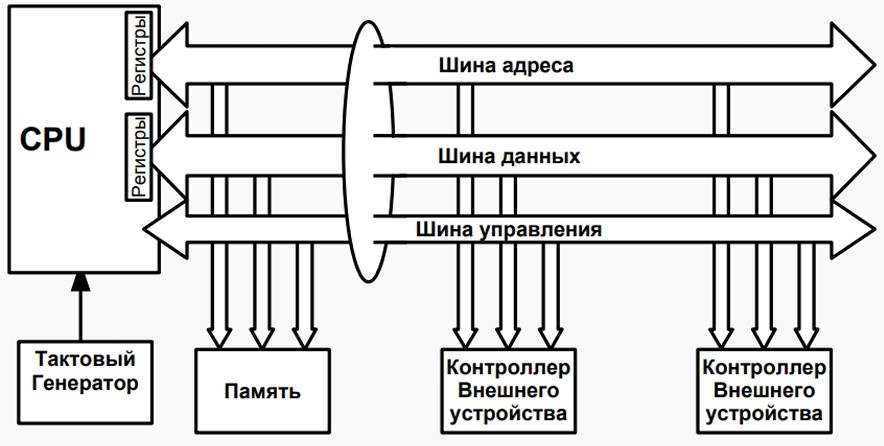 Регистры
Шина адреса
CPU
Регистры
Шина данных
Шина управления
Тактовый
Генератор
Память
Контроллер
Внешнего
устройства
Контроллер
Внешнего
устройства